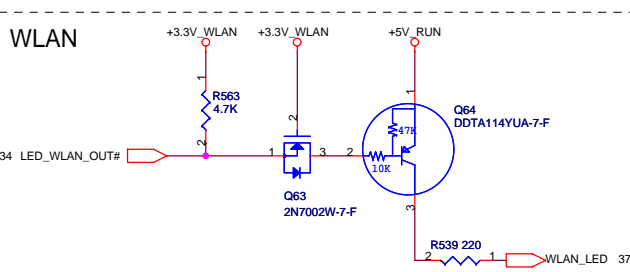 WLAN
+3.3V_WLAN
+3.3V_WLAN
+5V_RUN
1
R563
4.7K
2
2
1
Q64
DDTA114YUA-7-F
47K
34 LED_WLAN_OUT#
1
3
2
10K
Q63
2N7002W-7-F
3
R539 220
2
1
WLAN_LED 37